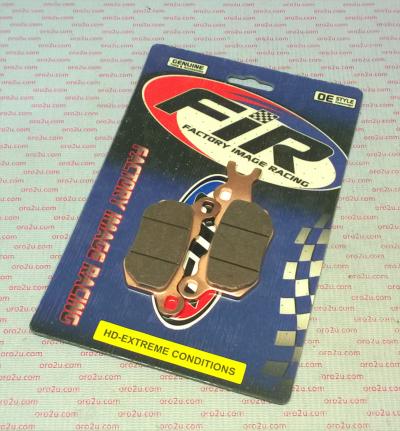 GENUINE
FIR
FACTORY IMAGE RACING
OE STYLE
FACTORY IMAGE RACING
HD-EXTREME CONDITIONS
oro2u.com